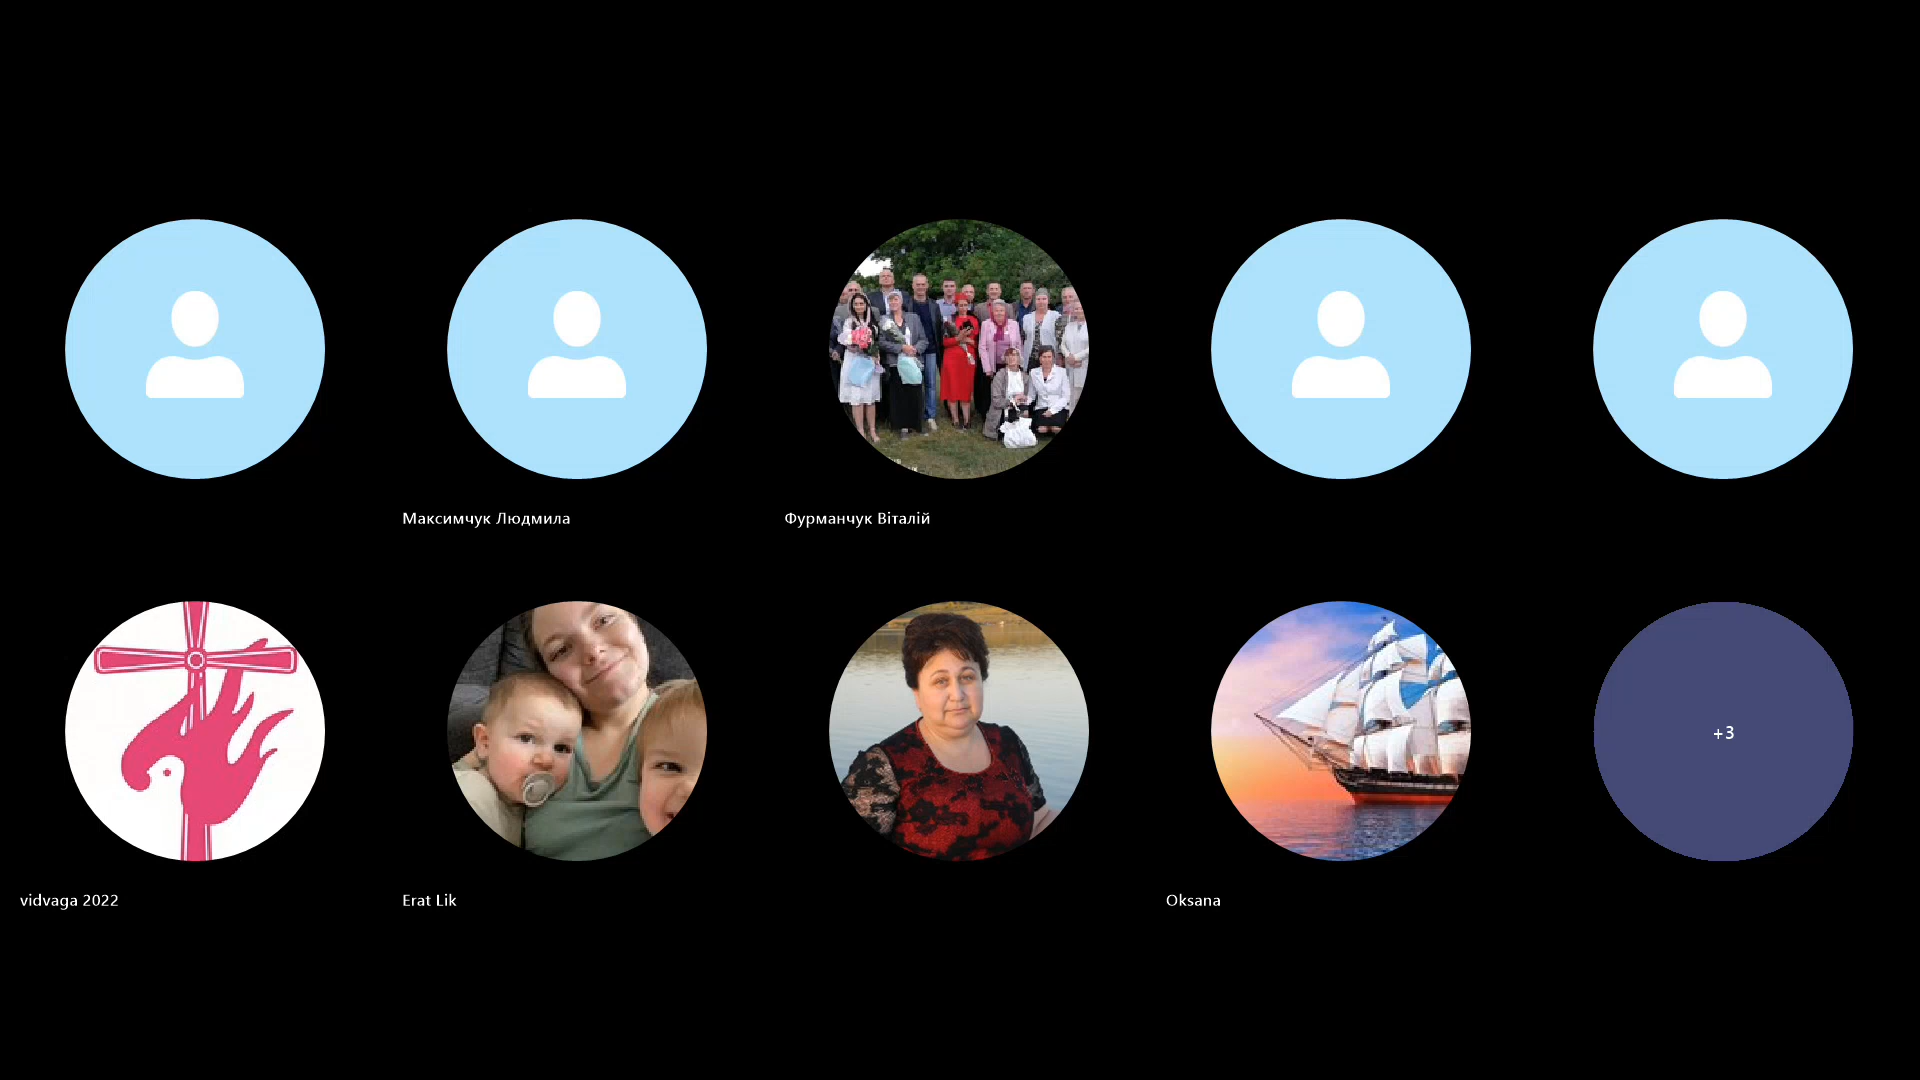 Максимчук Людмила
Фурманчук Віталій
vidvaga 2022
Erat Lik
Oksana
+3